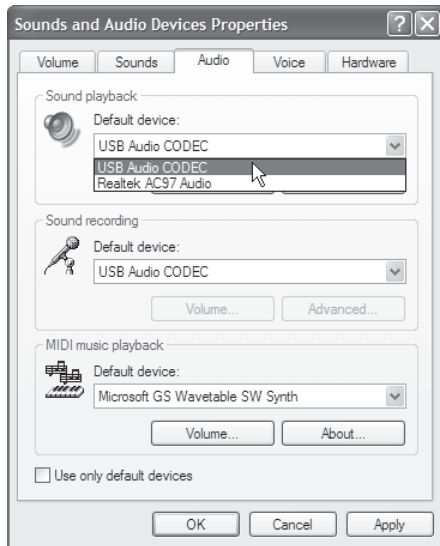 Sounds and Audio Devices Properties
Volume
Sounds
Audio
Voice
Hardware
Sound playback
Default device:
USB Audio CODEC
USB Audio CODEC
Realtek AC97 Audio
Sound recording
Default device:
USB Audio CODEC
Volume...
Advanced...
MIDI music playback
Default device:
Microsoft GS Wavetable SW Synth
Volume...
About...
Use only default devices
OK
Cancel
Apply